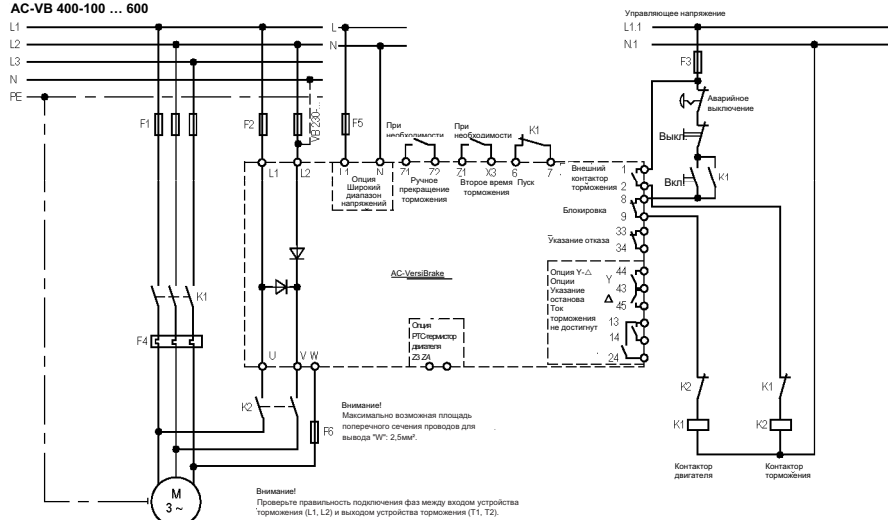 AC-VB 400-100 ... 600
L1
L2
L3
N
PE
L
N
Управляющее напряжение
L1.1
N.1
F1
F2
VB 230-...
F5
F3
При
необходимости
При
необходимости
K1
Аварийное
выключение
Выкл.
Вкл.
K1
L1
L2
L1
N
Z1
Z2
Z1
X3
6
7
Опция
Широкий
диапазон
напряжений
Ручное
прекращение
торможения
Второе время
торможения
Пуск
Внешний
контактор
торможения
1
2
8
Блокировка
9
33
Указание отказа
34
AC-VersiBrake
Опция Y-△
Опции
Указание
останова
Ток
торможения
не достигнут
Y
△
44
43
45
13
14
24
Опция
PTCтермистор
двигателя
Z3 ZA
K1
F4
U
V W
K2
F6
Внимание!
Максимально возможная площадь
поперечного сечения проводов для
вывода "W": 2,5мм².
K2
K1
K1
K2
Контактор
двигателя
Контактор
торможения
M
3 ~
Внимание!
Проверьте правильность подключения фаз между входом устройства
торможения (L1, L2) и выходом устройства торможения (T1, T2).